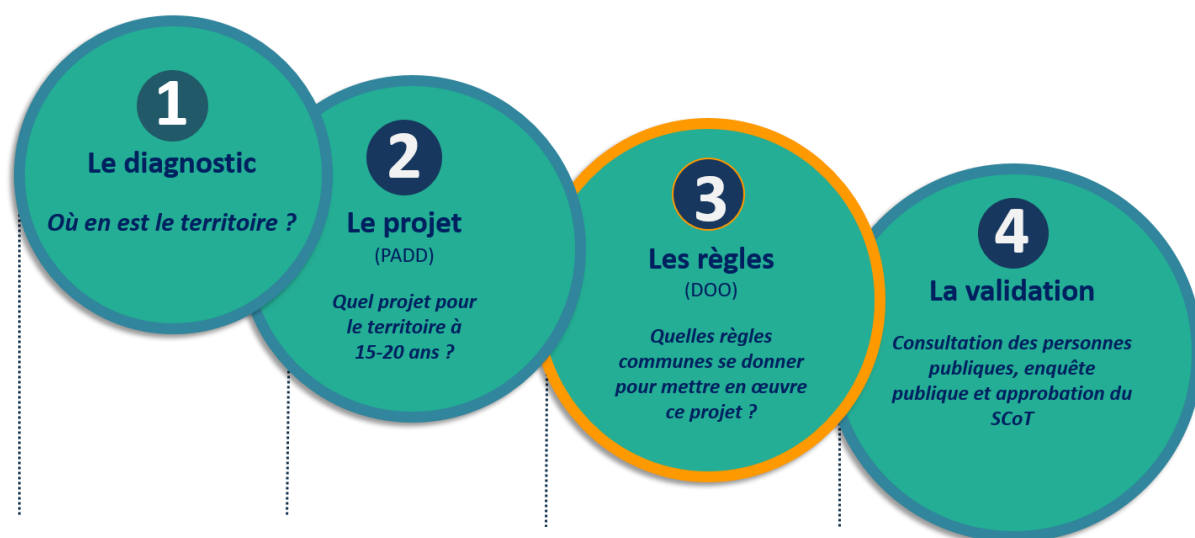 1
Le diagnostic
Où en est le territoire ?
2
Le projet
(PADD)
Quel projet pour
le territoire à
15-20 ans ?
3
Les règles
(DOO)
Quelles règles
communes se donner
pour mettre en œuvre
ce projet ?
4
La validation
Consultation des personnes
publiques, enquête
publique et approbation du
SCoT